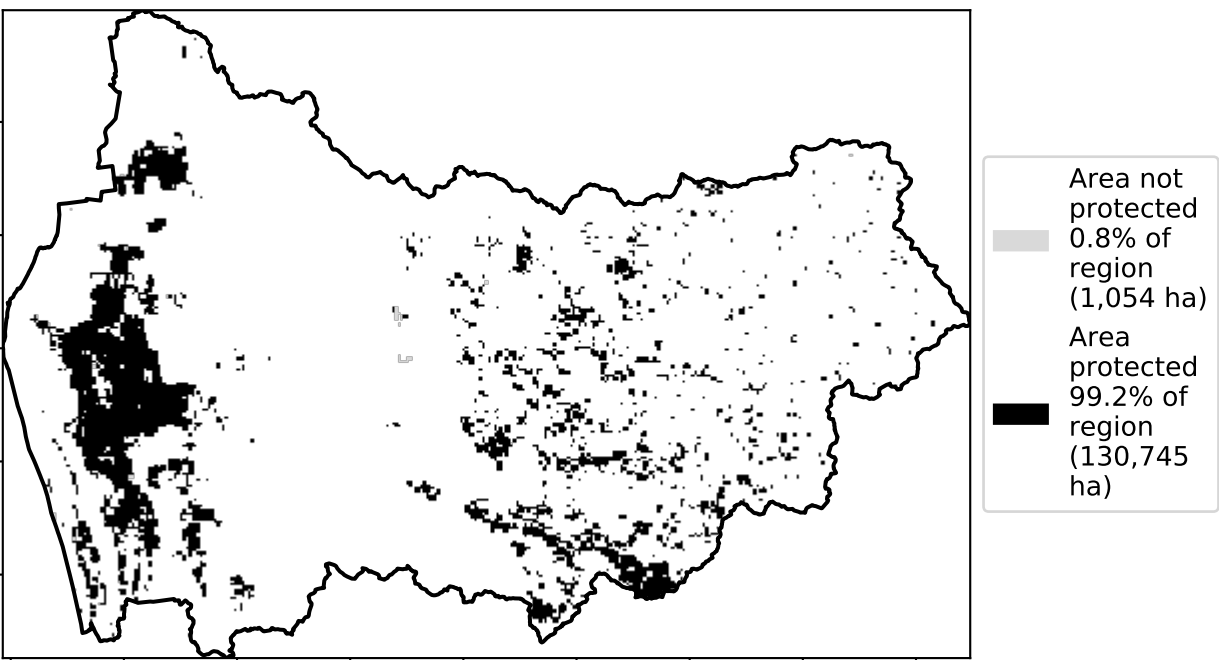 Area not
protected
0.8% of
region
(1,054 ha)
Area
protected
99.2% of
region
(130,745
ha)